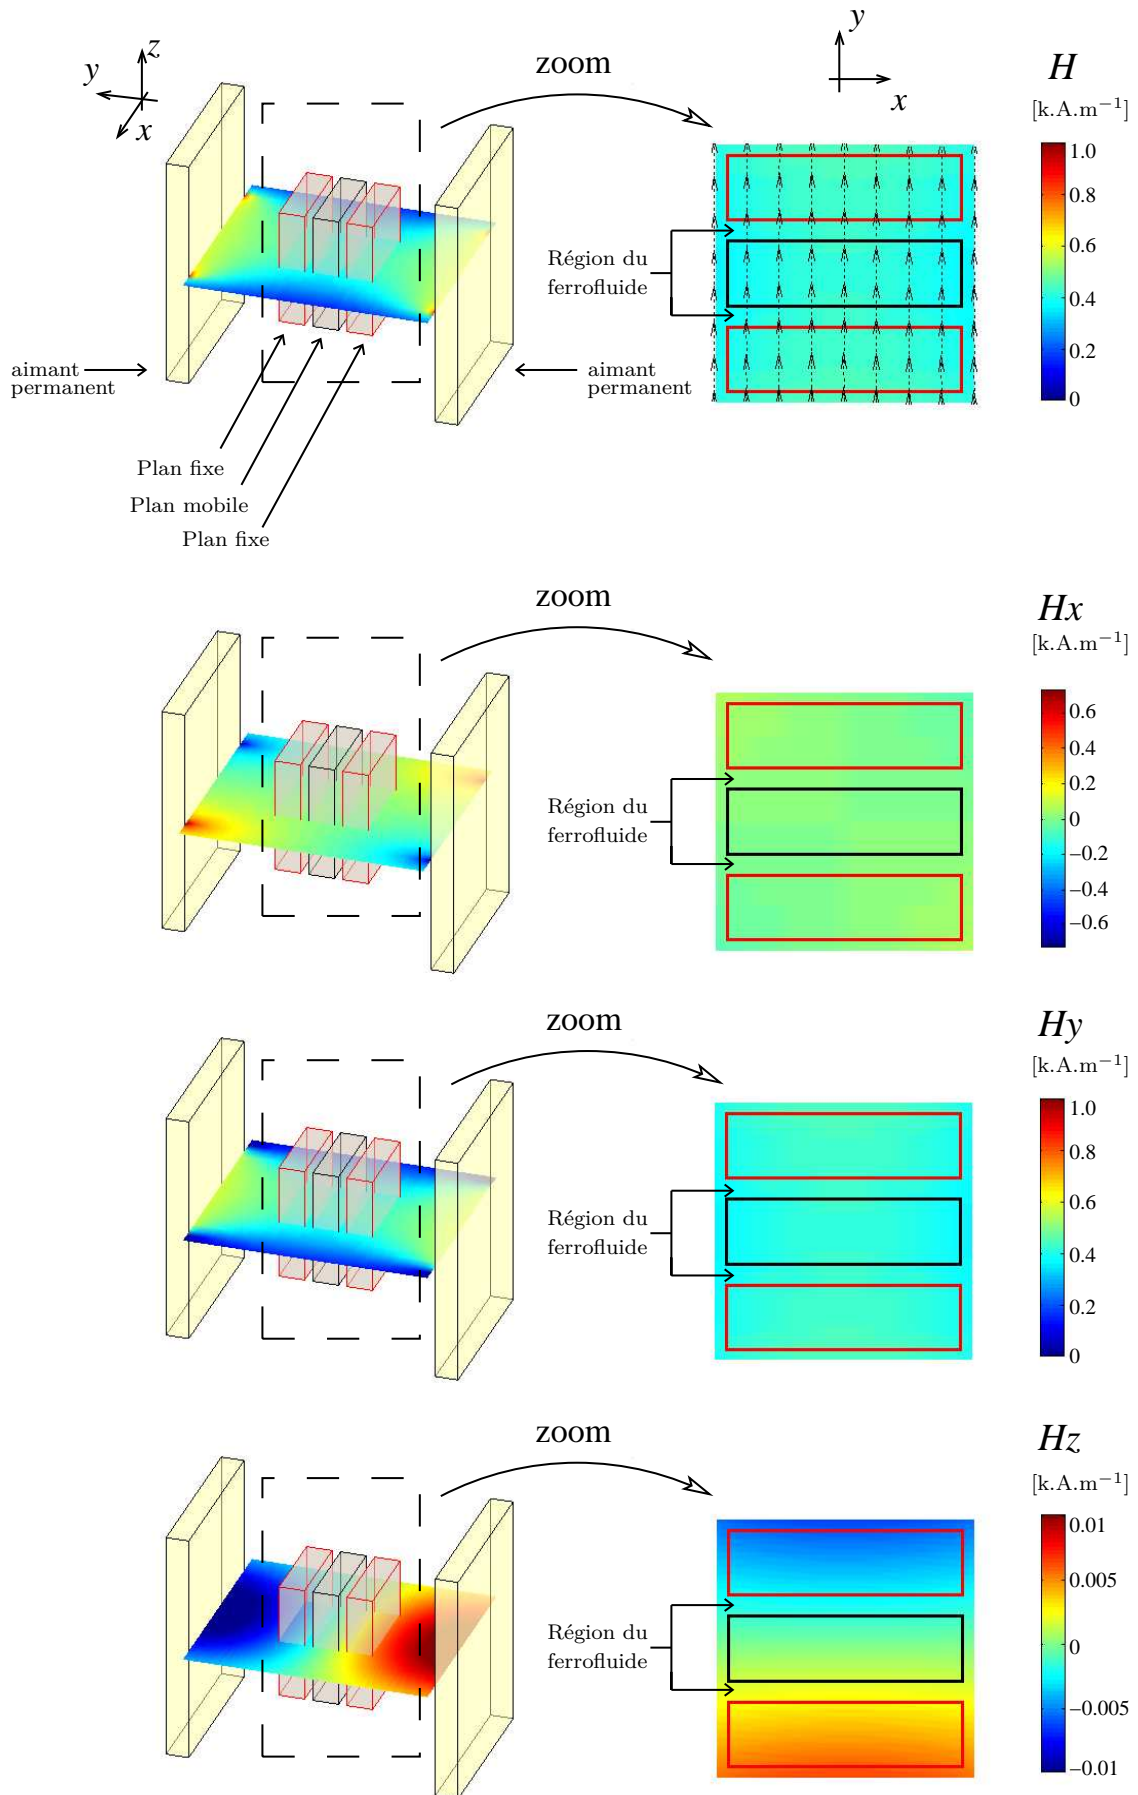 z
y
x
zoom
y
x
H
[k.A.m⁻¹]
1.0
0.8
0.6
0.4
0.2
0
Région du
ferrofluide
aimant
permanent
aimant
permanent
Plan fixe
Plan mobile
Plan fixe
zoom
Hx
[k.A.m⁻¹]
0.6
0.4
0.2
0
−0.2
−0.4
−0.6
Région du
ferrofluide
zoom
Hy
[k.A.m⁻¹]
1.0
0.8
0.6
0.4
0.2
0
Région du
ferrofluide
zoom
Hz
[k.A.m⁻¹]
0.01
0.005
0
−0.005
−0.01
Région du
ferrofluide